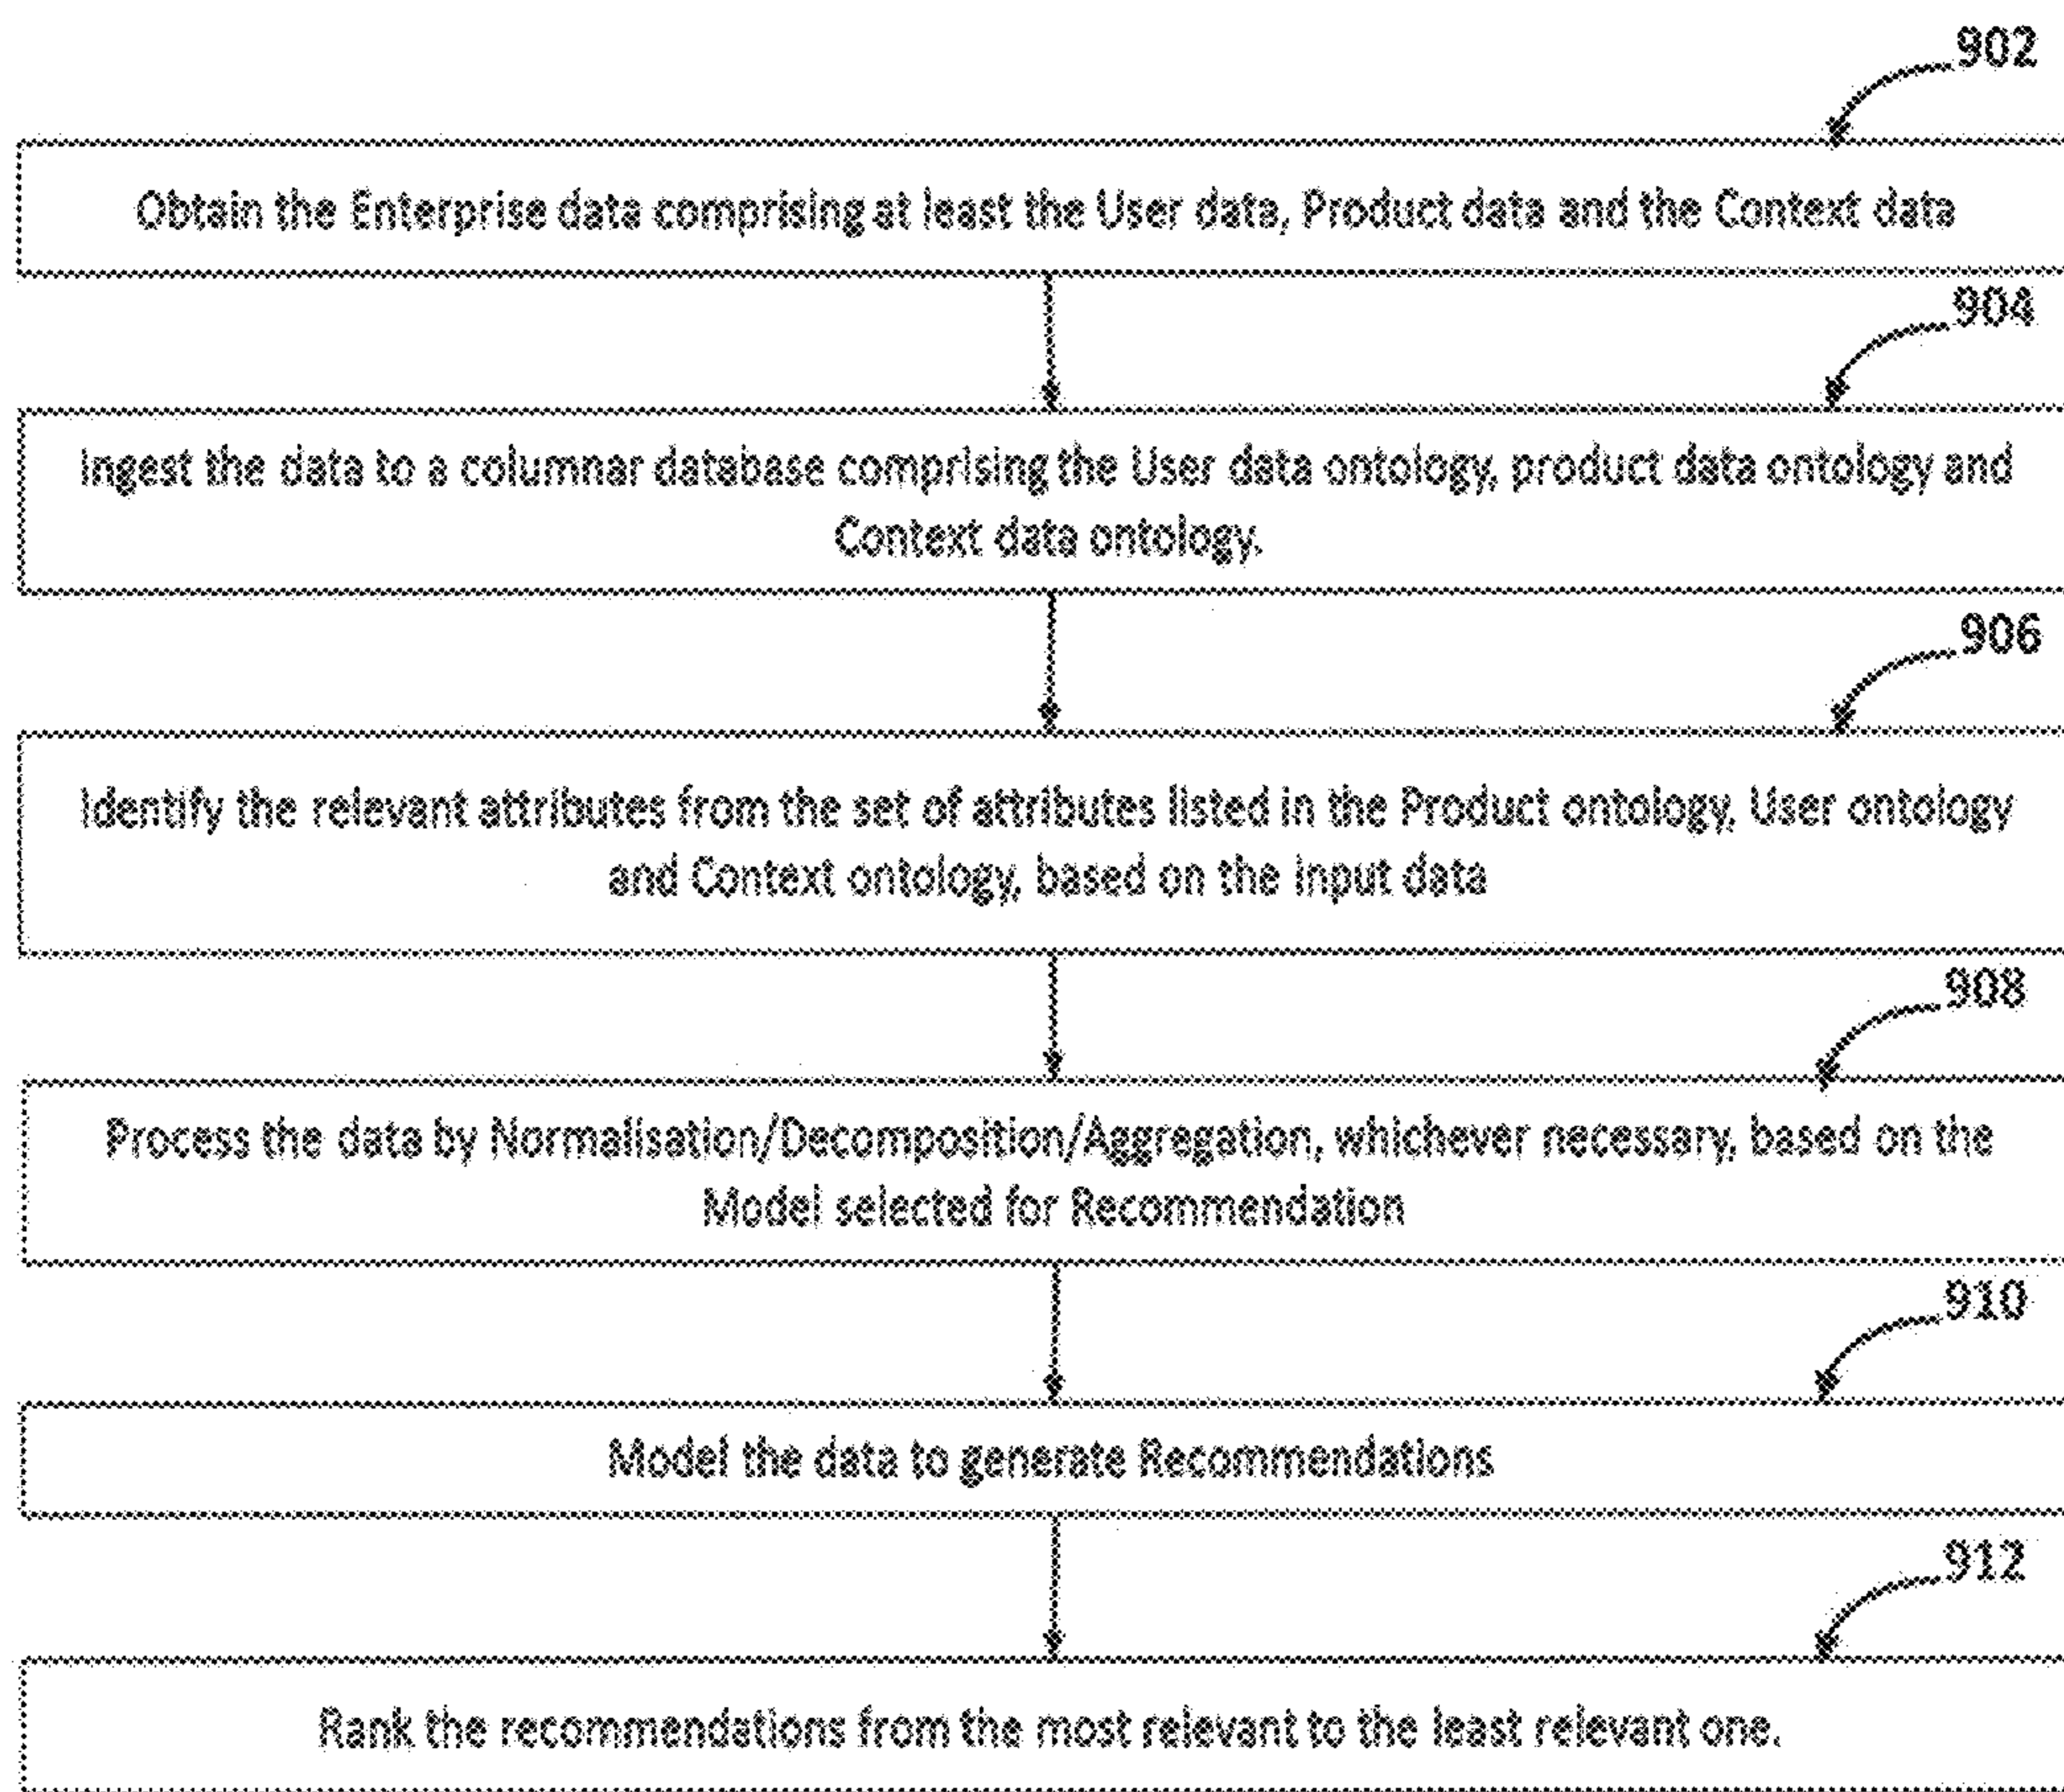 902
Obtain the Enterprise data comprising at least the User data, Product data and the Context data
904
Ingest the data to a columnar database comprising the User data ontology, product data ontology and
Context data ontology.
906
Identify the relevant attributes from the set of attributes listed in the Product ontology, User ontology
and Context ontology, based on the input data
908
Process the data by Normalisation/Decomposition/Aggregation, whichever necessary, based on the
Model selected for Recommendation
910
Model the data to generate Recommendations
912
Rank the recommendations from the most relevant to the least relevant one.